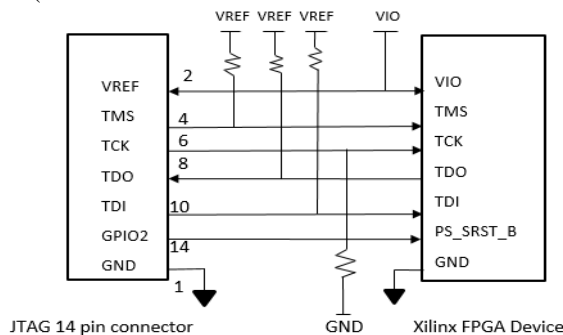 VREF VREF VREF VIO
2
VREF VIO
TMS TMS
4
TCK 6 TCK
8
TDO TDO
TDI TDI
10
GPIO2 PS_SRST_B
14
GND GND
1
JTAG 14 pin connector GND Xilinx FPGA Device